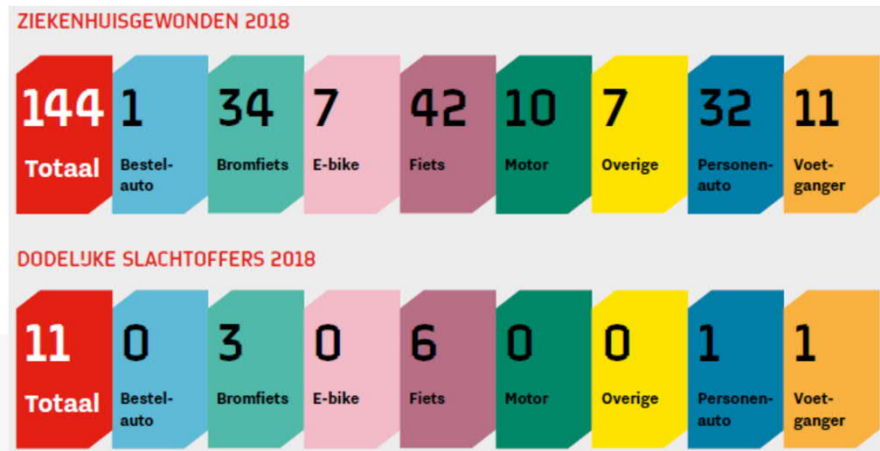 ZIEKENHUISGEWONDEN 2018
144 1 34 7 42 10 7 32 11
Totaal Bestel- Bromfiets E-bike Fiets Motor Overige Personen- Voet-
auto auto ganger
DODELIJKE SLACHTOFFERS 2018
11 0 3 0 6 0 0 1 1
Totaal Bestel- Bromfiets E-bike Fiets Motor Overige Personen- Voet-
auto auto ganger